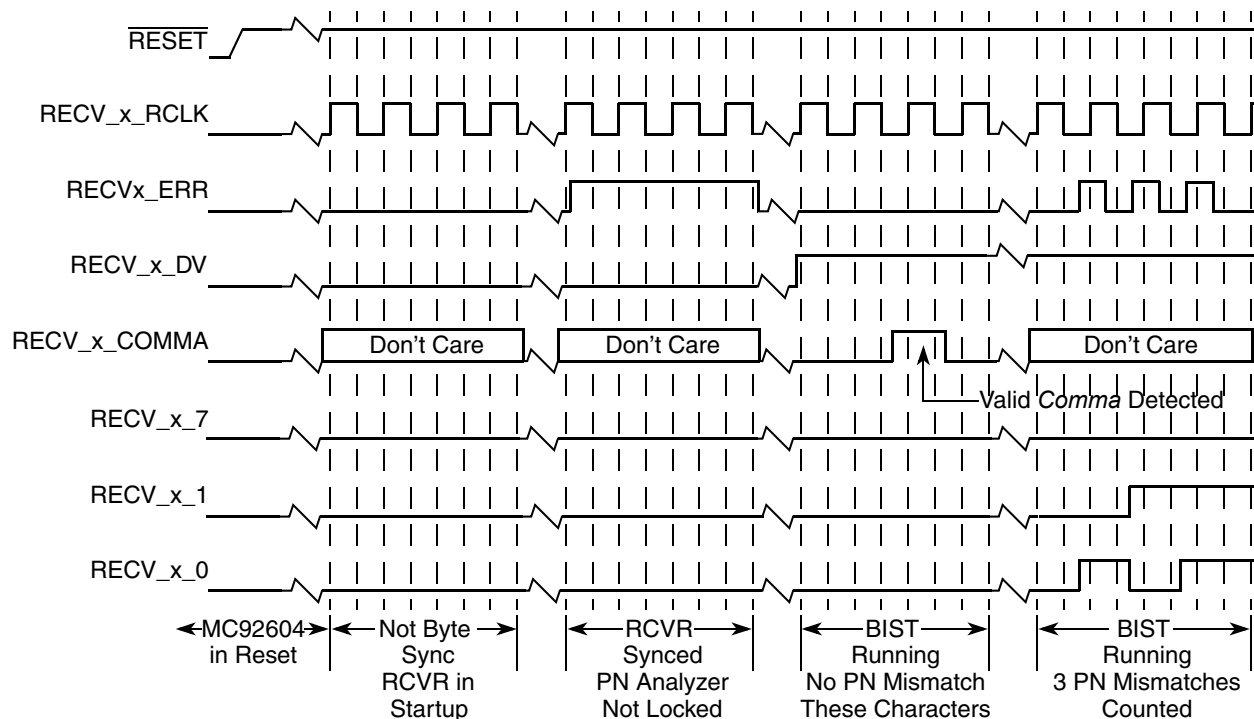 RESET
RECV_x_RCLK
RECVx_ERR
RECV_x_DV
RECV_x_COMMA
Don't Care
Don't Care
Don't Care
Valid Comma Detected
RECV_x_7
RECV_x_1
RECV_x_0
MC92604
in Reset
Not Byte
Sync
RCVR in
Startup
RCVR
Synced
PN Analyzer
Not Locked
BIST
Running
No PN Mismatch
These Characters
BIST
Running
3 PN Mismatches
Counted